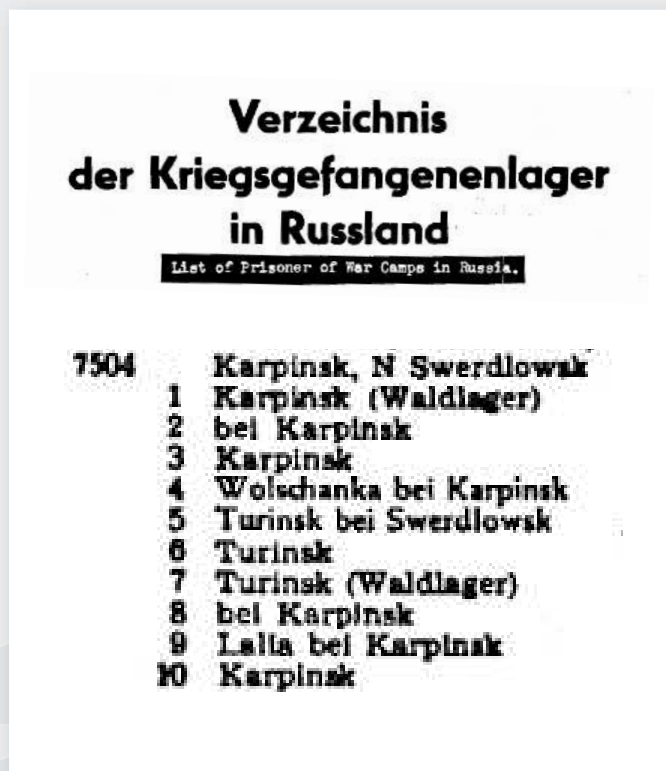 Verzeichnis
der Kriegsgefangenenlager
in Russland
List of Prisoner of War Camps in Russia.
7504 Karpinsk, N Swerdlowsk
1 Karpinsk (Waldlager)
2 bei Karpinsk
3 Karpinsk
4 Wolschanka bei Karpinsk
5 Turinsk bei Swerdlowsk
6 Turinsk
7 Turinsk (Waldlager)
8 bei Karpinsk
9 Lalia bei Karpinsk
10 Karpinsk